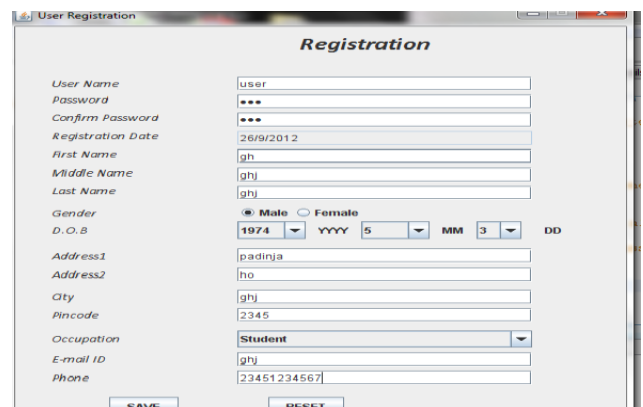 User Registration
Registration
User Name user
Password •••
Confirm Password •••
Registration Date 26/9/2012
First Name gh
Middle Name ghj
Last Name ghj
Gender Male Female
D.O.B 1974 YYYY 5 MM 3 DD
Address1 padinja
Address2 ho
City ghj
Pincode 2345
Occupation Student
E-mail ID ghj
Phone 23451234567
SAVE RESET